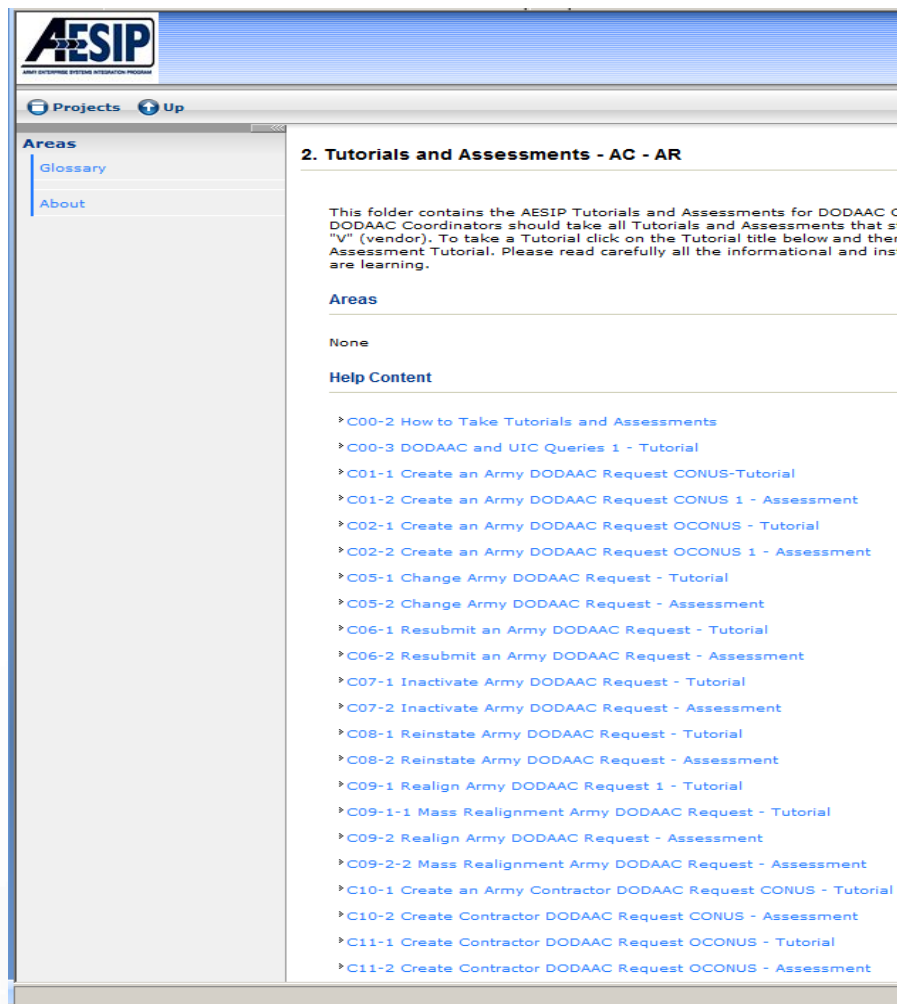 AESIP
ARMY ENTERPRISE SYSTEMS INTEGRATION PROGRAM
Projects Up
Areas
Glossary
About
2. Tutorials and Assessments - AC - AR
This folder contains the AESIP Tutorials and Assessments for DODAAC
DODAAC Coordinators should take all Tutorials and Assessments that
"V" (vendor). To take a Tutorial click on the Tutorial title below and
Assessment Tutorial. Please read carefully all the informational and
are learning.
Areas
None
Help Content
C00-2 How to Take Tutorials and Assessments
C00-3 DODAAC and UIC Queries 1 - Tutorial
C01-1 Create an Army DODAAC Request CONUS-Tutorial
C01-2 Create an Army DODAAC Request CONUS 1 - Assessment
C02-1 Create an Army DODAAC Request OCONUS - Tutorial
C02-2 Create an Army DODAAC Request OCONUS 1 - Assessment
C05-1 Change Army DODAAC Request - Tutorial
C05-2 Change Army DODAAC Request - Assessment
C06-1 Resubmit an Army DODAAC Request - Tutorial
C06-2 Resubmit an Army DODAAC Request - Assessment
C07-1 Inactivate Army DODAAC Request - Tutorial
C07-2 Inactivate Army DODAAC Request - Assessment
C08-1 Reinstate Army DODAAC Request - Tutorial
C08-2 Reinstate Army DODAAC Request - Assessment
C09-1 Realign Army DODAAC Request 1 - Tutorial
C09-1-1 Mass Realignment Army DODAAC Request - Tutorial
C09-2 Realign Army DODAAC Request - Assessment
C09-2-2 Mass Realignment Army DODAAC Request - Assessment
C10-1 Create an Army Contractor DODAAC Request CONUS - Tutorial
C10-2 Create Contractor DODAAC Request CONUS - Assessment
C11-1 Create Contractor DODAAC Request OCONUS - Tutorial
C11-2 Create Contractor DODAAC Request OCONUS - Assessment